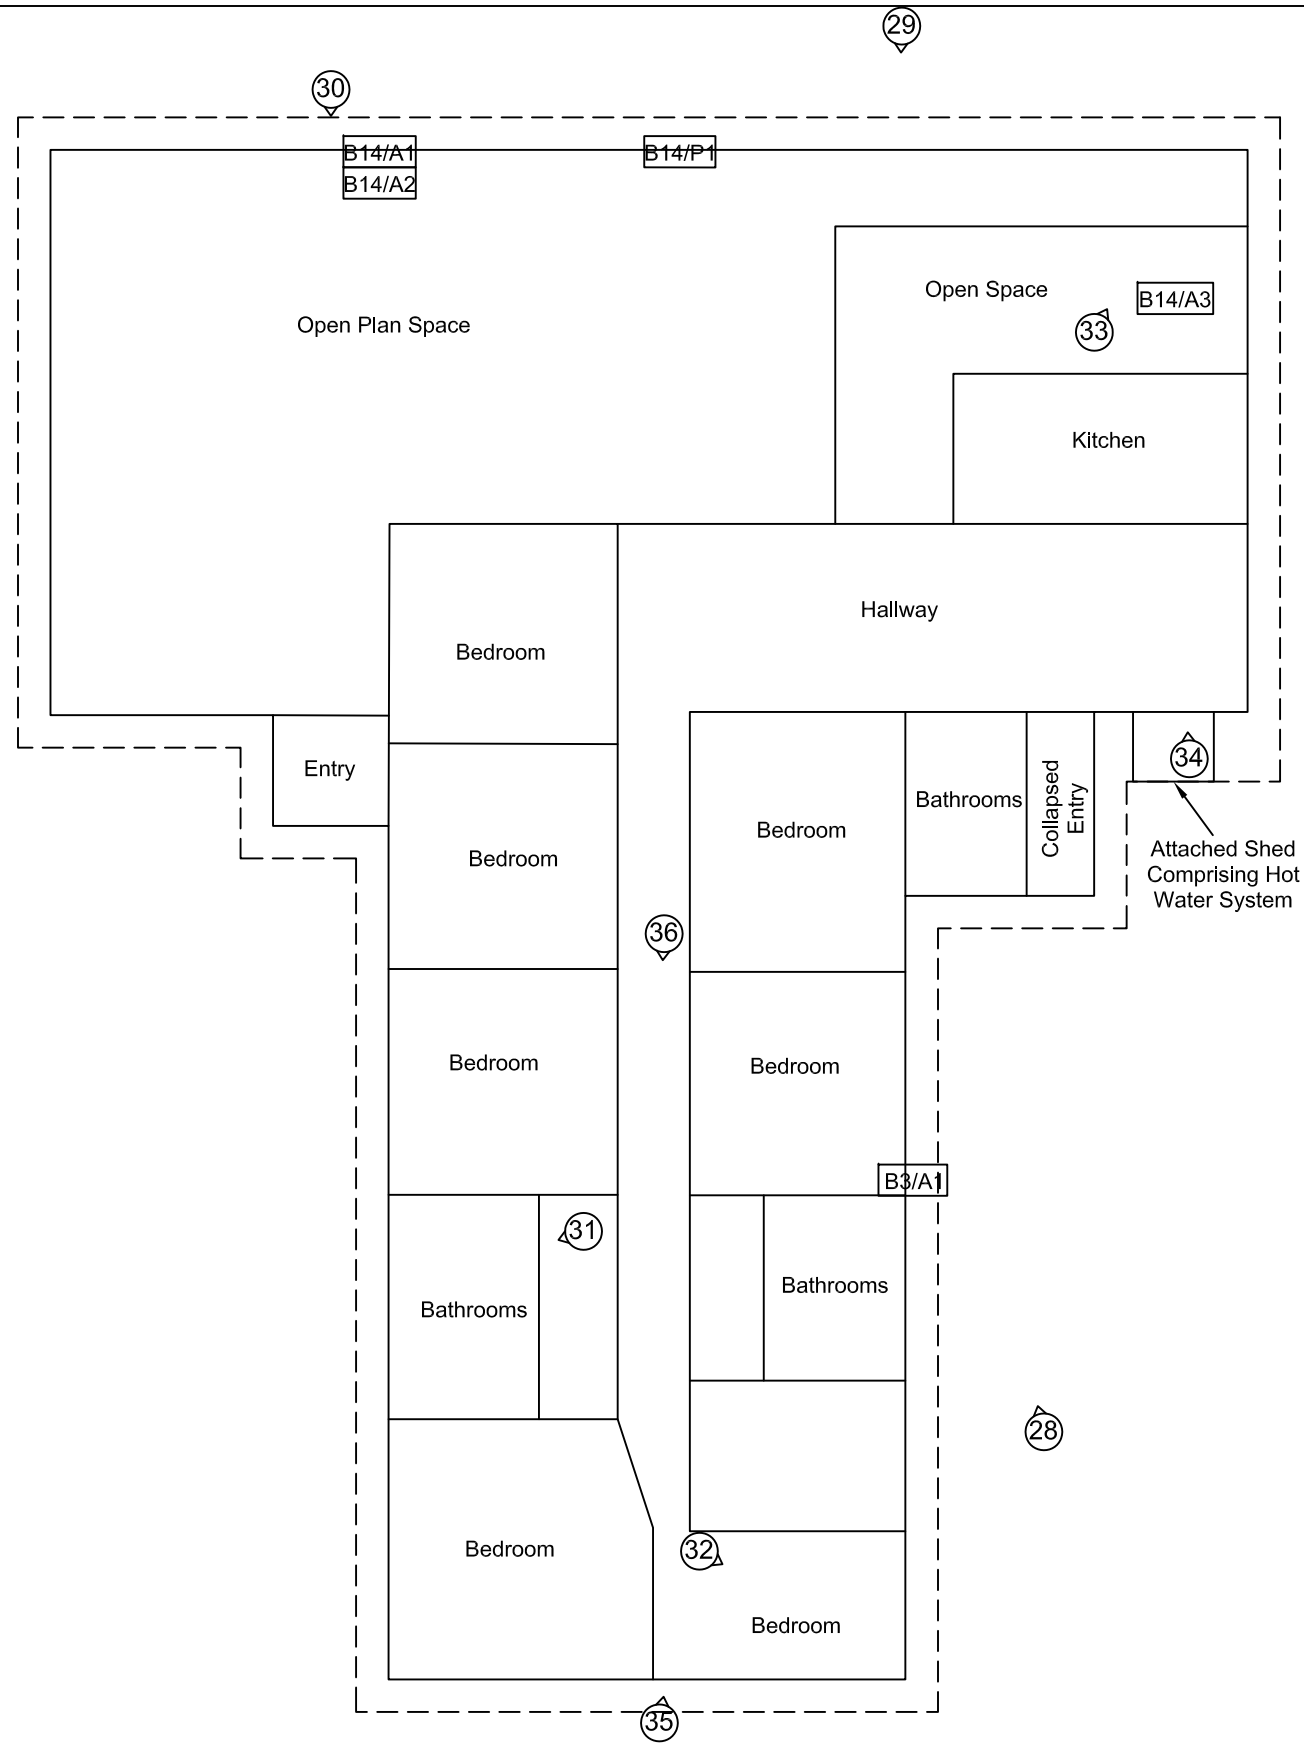 29
30
B14/A1
B14/P1
B14/A2
Open Space
B14/A3
Open Plan Space
33
Kitchen
Hallway
Bedroom
34
Entry
Bedroom
Bathrooms
Collapsed
Entry
Bedroom
Attached Shed
Comprising Hot
Water System
36
Bedroom
Bedroom
B3/A1
31
Bathrooms
Bathrooms
28
Bedroom
32
Bedroom
35